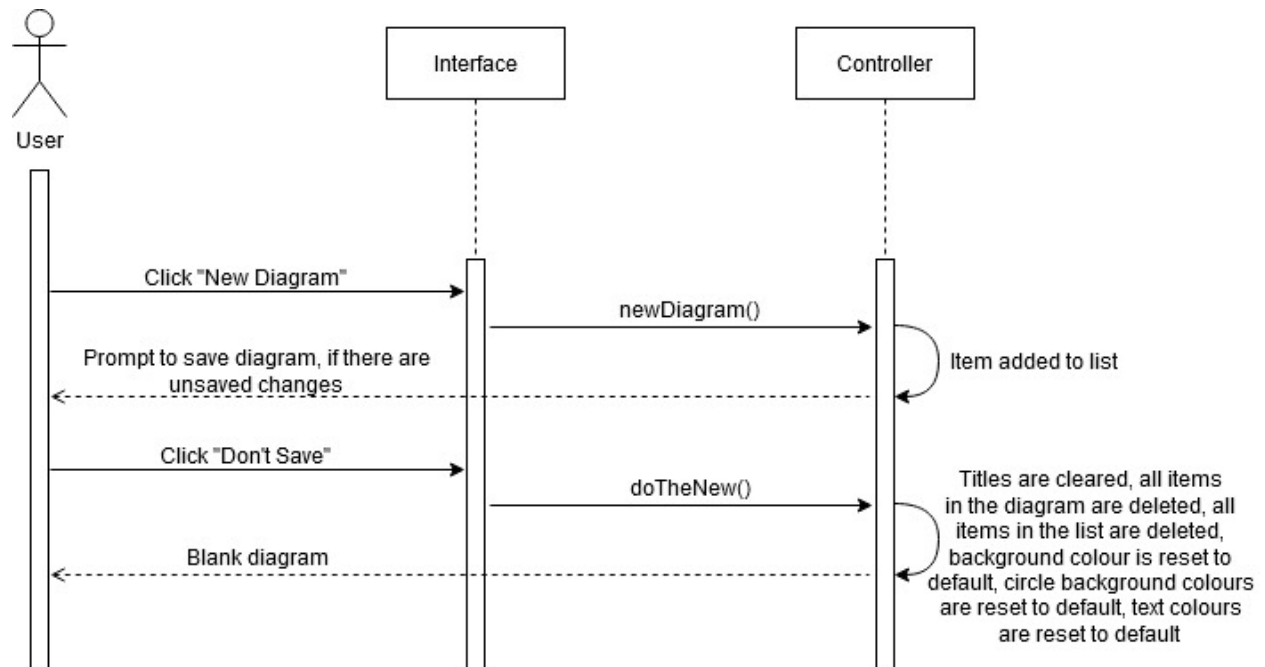 Interface
Controller
User
Click "New Diagram"
newDiagram()
Prompt to save diagram, if there are
unsaved changes
Item added to list
Click "Don't Save"
doTheNew()
Titles are cleared, all items
in the diagram are deleted, all
items in the list are deleted,
background colour is reset to
default, circle background colours
are reset to default, text colours
are reset to default
Blank diagram